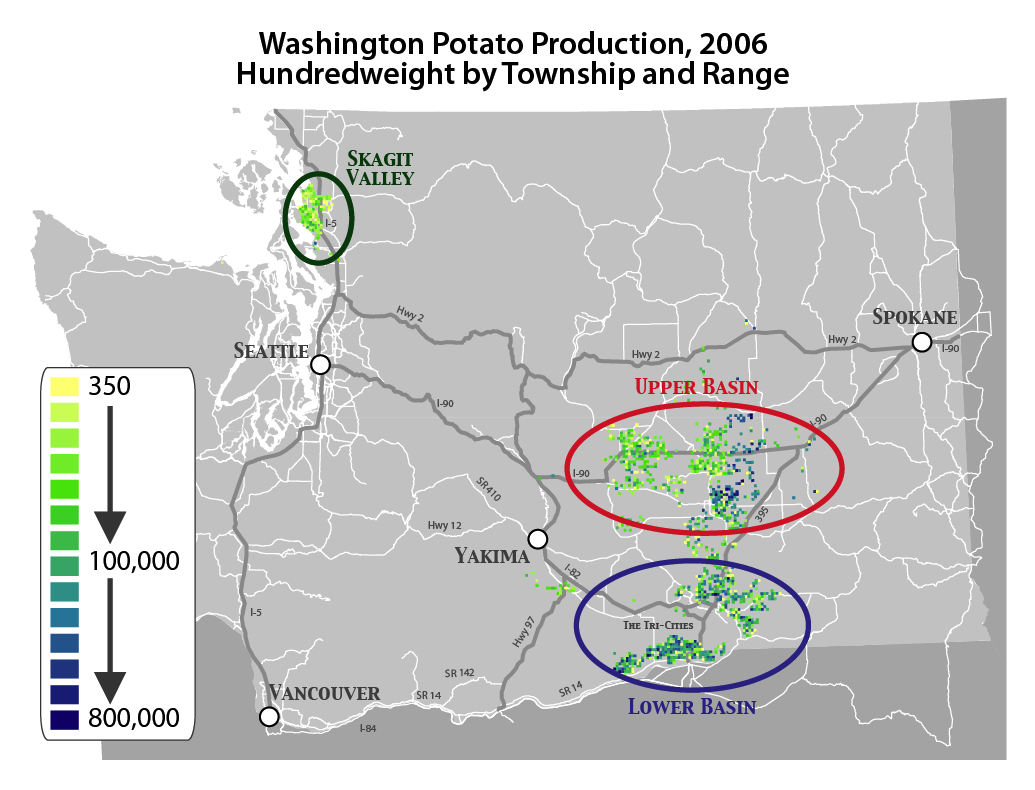 Washington Potato Production, 2006
Hundredweight by Township and Range
Skagit
Valley
I-5
Hwy 2
Spokane
Hwy 2
Hwy 2
I-90
Seattle
350
Upper Basin
I-90
I-90
I-90
SR410
395
Hwy 12
Yakima
100,000
I-82
I-5
The Tri-Cities
Hwy 97
SR 142
SR 14
SR 14
Vancouver
Lower Basin
800,000
I-84